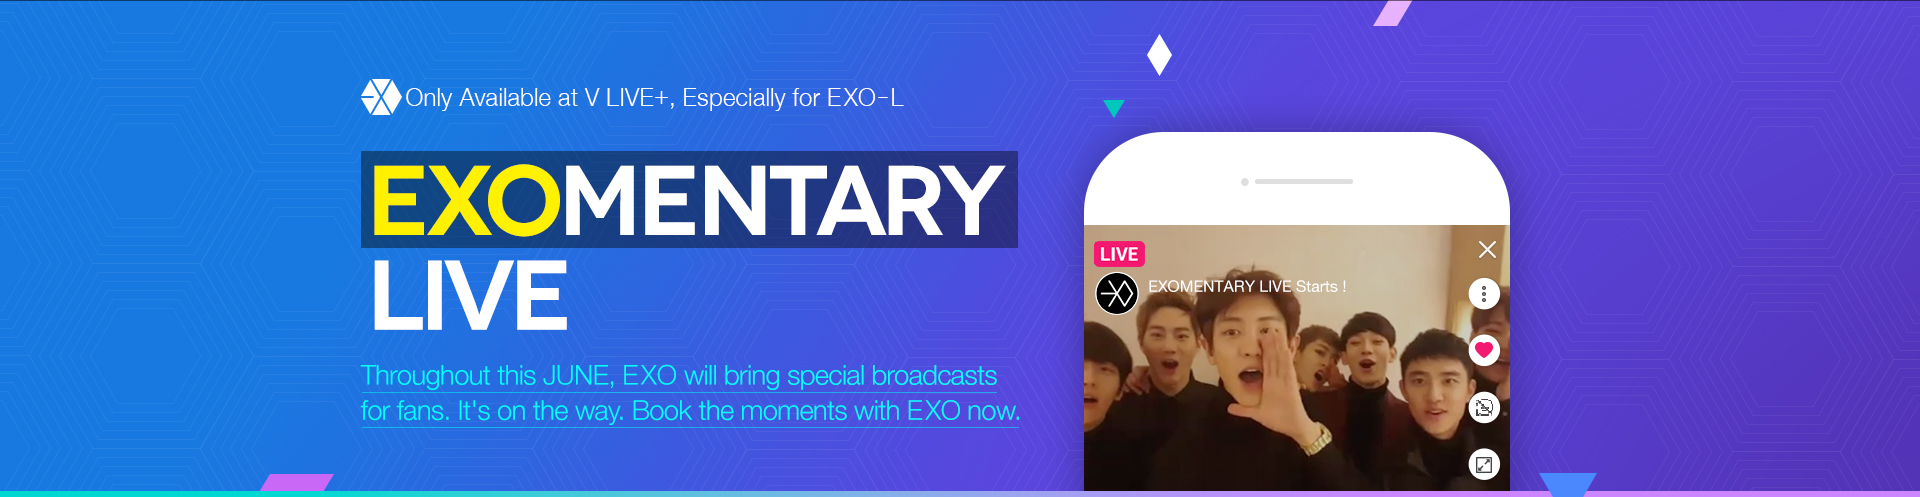 Only Available at V LIVE+, Especially for EXO-L
EXOMENTARY
LIVE
Throughout this JUNE, EXO will bring special broadcasts
for fans. It's on the way. Book the moments with EXO now.
LIVE
EXOMENTARY LIVE Starts !